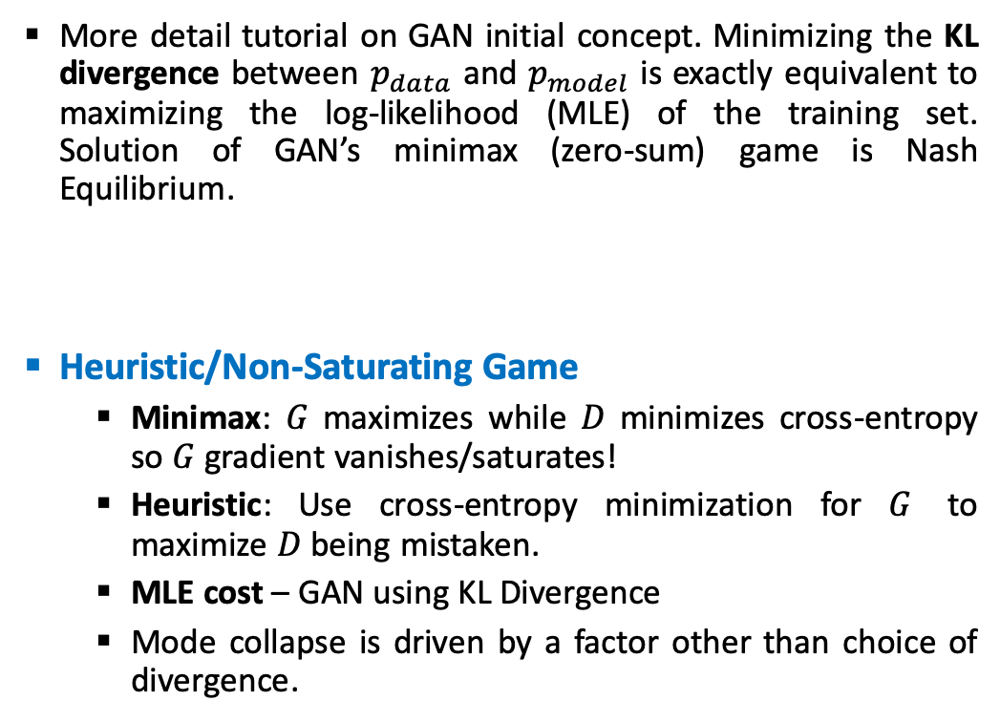 ▪ More detail tutorial on GAN initial concept. Minimizing the KL
divergence between p_data and p_model is exactly equivalent to
maximizing the log-likelihood (MLE) of the training set.
Solution of GAN’s minimax (zero-sum) game is Nash
Equilibrium.
▪ Heuristic/Non-Saturating Game
▪ Minimax: G maximizes while D minimizes cross-entropy
so G gradient vanishes/saturates!
▪ Heuristic: Use cross-entropy minimization for G to
maximize D being mistaken.
▪ MLE cost – GAN using KL Divergence
▪ Mode collapse is driven by a factor other than choice of
divergence.